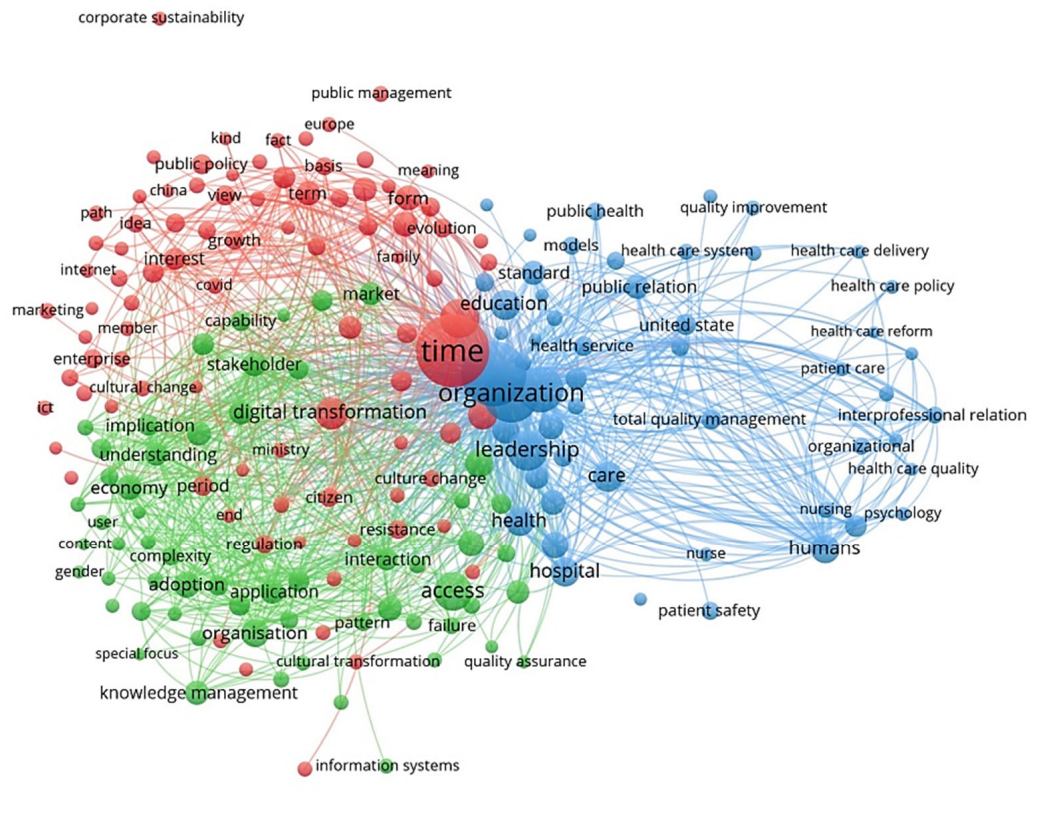 corporate sustainability
public management
europe
kind
fact
public policy
basis
meaning
china
view
term
form
path
idea
evolution
growth
interest
family
internet
covid
market
marketing
member
capability
enterprise
stakeholder
cultural change
ict
digital transformation
implication
understanding
ministry
culture change
economy
period
citizen
user
end
resistance
content
complexity
regulation
interaction
gender
adoption
application
access
pattern
failure
organisation
special focus
cultural transformation
quality assurance
knowledge management
information systems
time
organization
education
standard
models
public health
quality improvement
health care system
health care delivery
public relation
health care policy
united state
health care reform
health service
patient care
total quality management
interprofessional relation
leadership
organizational
care
health care quality
health
nursing
psychology
humans
nurse
hospital
patient safety